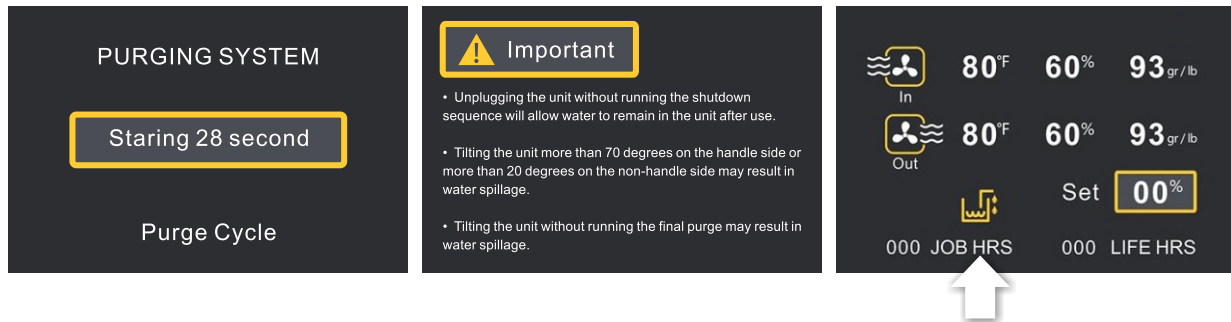 PURGING SYSTEM
Staring 28 second
Purge Cycle
Important
• Unplugging the unit without running the shutdown
sequence will allow water to remain in the unit after use.
• Tilting the unit more than 70 degrees on the handle side or
more than 20 degrees on the non-handle side may result in
water spillage.
• Tilting the unit without running the final purge may result in
water spillage.
80°F 60% 93 gr/lb
In
80°F 60% 93 gr/lb
Out
Set 00%
000 JOB HRS 000 LIFE HRS